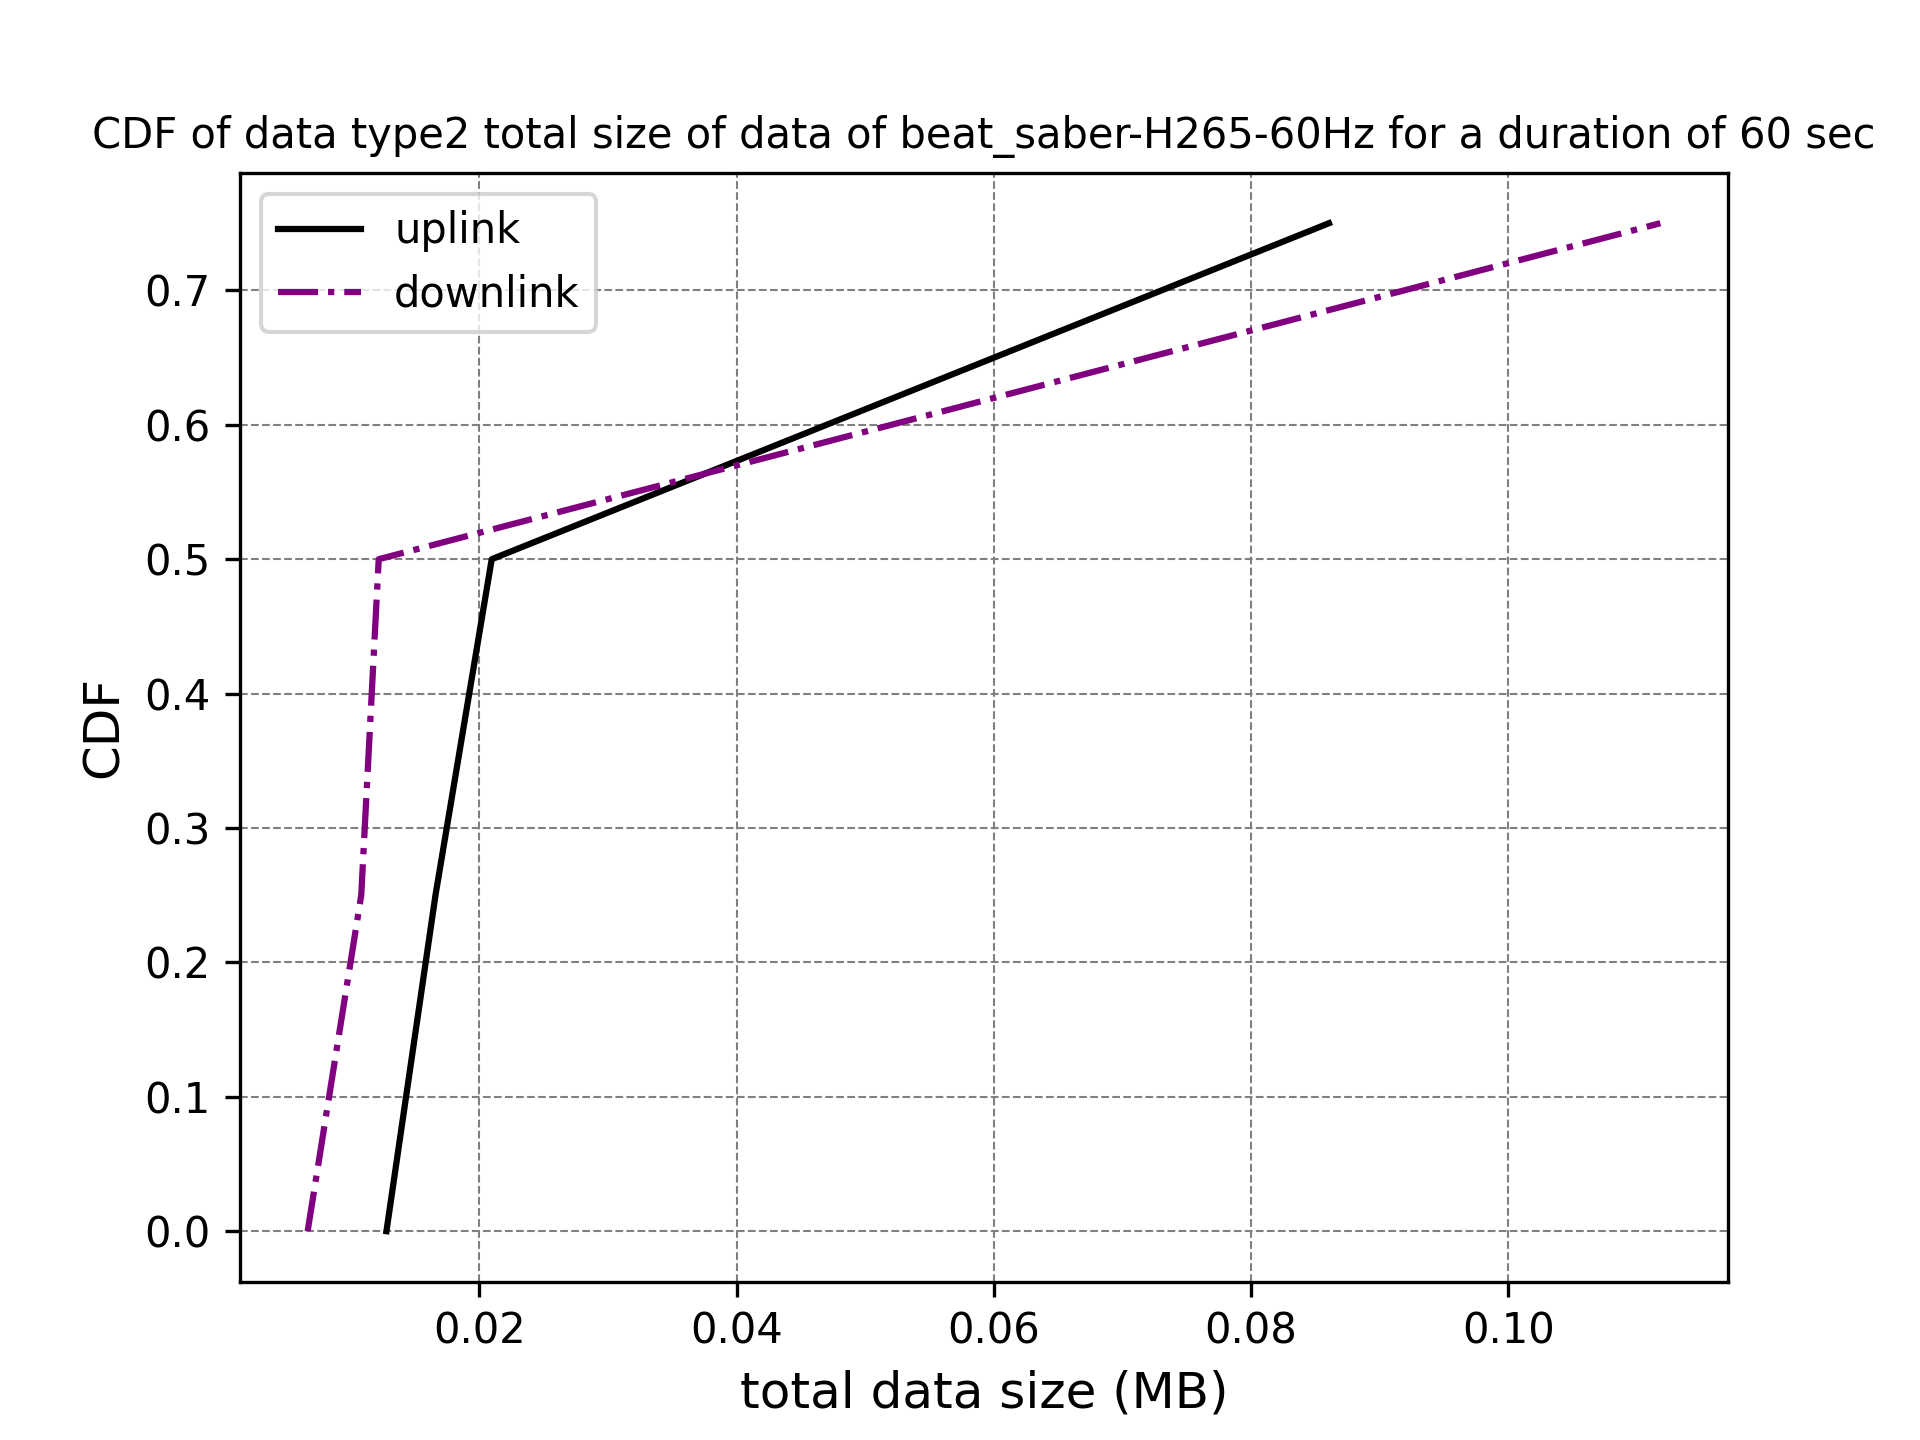 CDF of data type2 total size of data of beat_saber-H265-60Hz for a duration of 60 sec
uplink
downlink
0.7
0.6
0.5
0.4
0.3
0.2
0.1
0.0
CDF
0.02 0.04 0.06 0.08 0.10
total data size (MB)